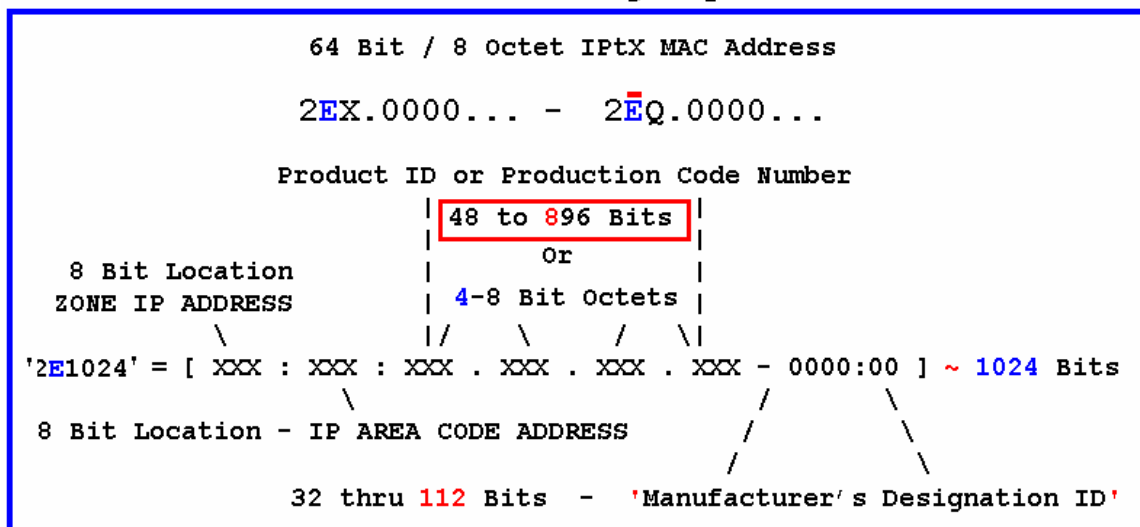 64 Bit / 8 Octet IPtX MAC Address
2EX.0000... - 2ĒQ.0000...
Product ID or Production Code Number
48 to 896 Bits
Or
8 Bit Location
ZONE IP ADDRESS
4-8 Bit Octets
'2E1024' = [ XXX : XXX : XXX . XXX . XXX . XXX - 0000:00 ] ~ 1024 Bits
8 Bit Location - IP AREA CODE ADDRESS
32 thru 112 Bits - 'Manufacturer's Designation ID'